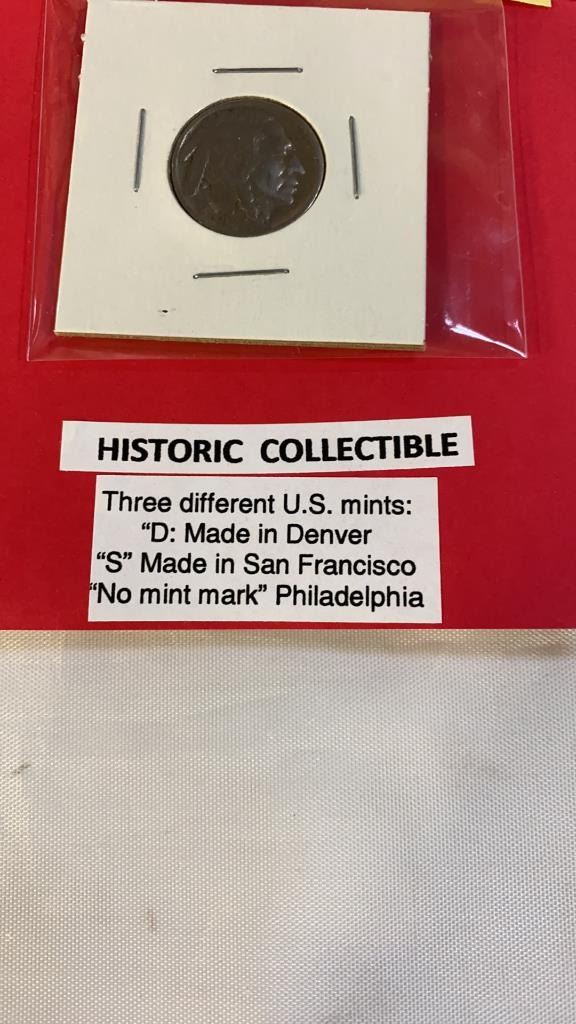 HISTORIC COLLECTIBLE
Three different U.S. mints:
“D: Made in Denver
“S” Made in San Francisco
“No mint mark” Philadelphia